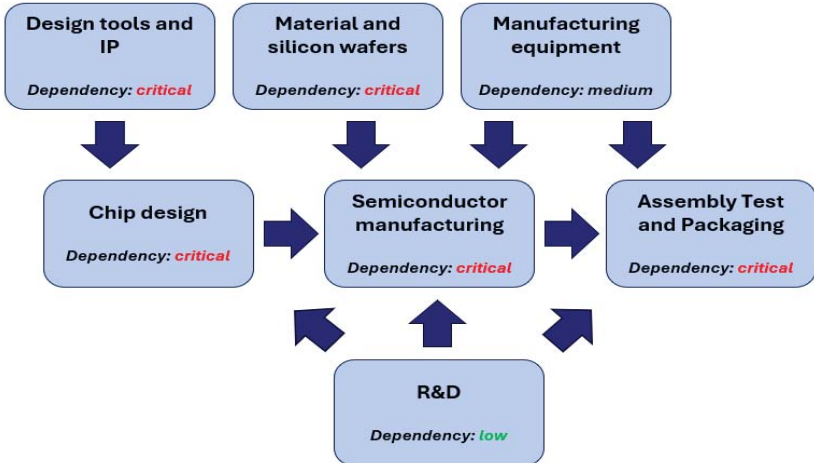 Design tools and
IP
Dependency: critical
Material and
silicon wafers
Dependency: critical
Manufacturing
equipment
Dependency: medium
Chip design
Dependency: critical
Semiconductor
manufacturing
Dependency: critical
Assembly Test
and Packaging
Dependency: critical
R&D
Dependency: low